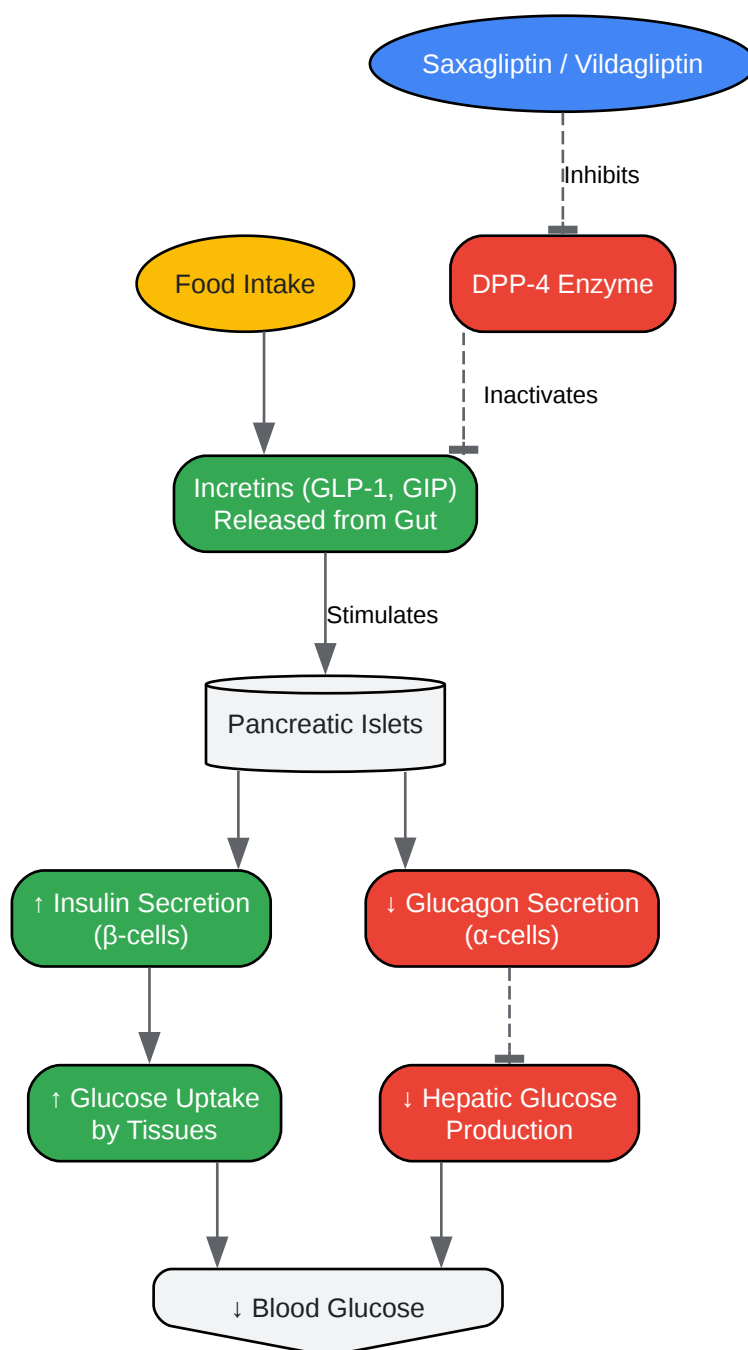 Saxagliptin / Vildagliptin
Inhibits
Food Intake
DPP-4 Enzyme
Inactivates
Incretins (GLP-1, GIP)
Released from Gut
Stimulates
Pancreatic Islets
↑ Insulin Secretion
(β-cells)
↓ Glucagon Secretion
(α-cells)
↑ Glucose Uptake
by Tissues
↓ Hepatic Glucose
Production
↓ Blood Glucose